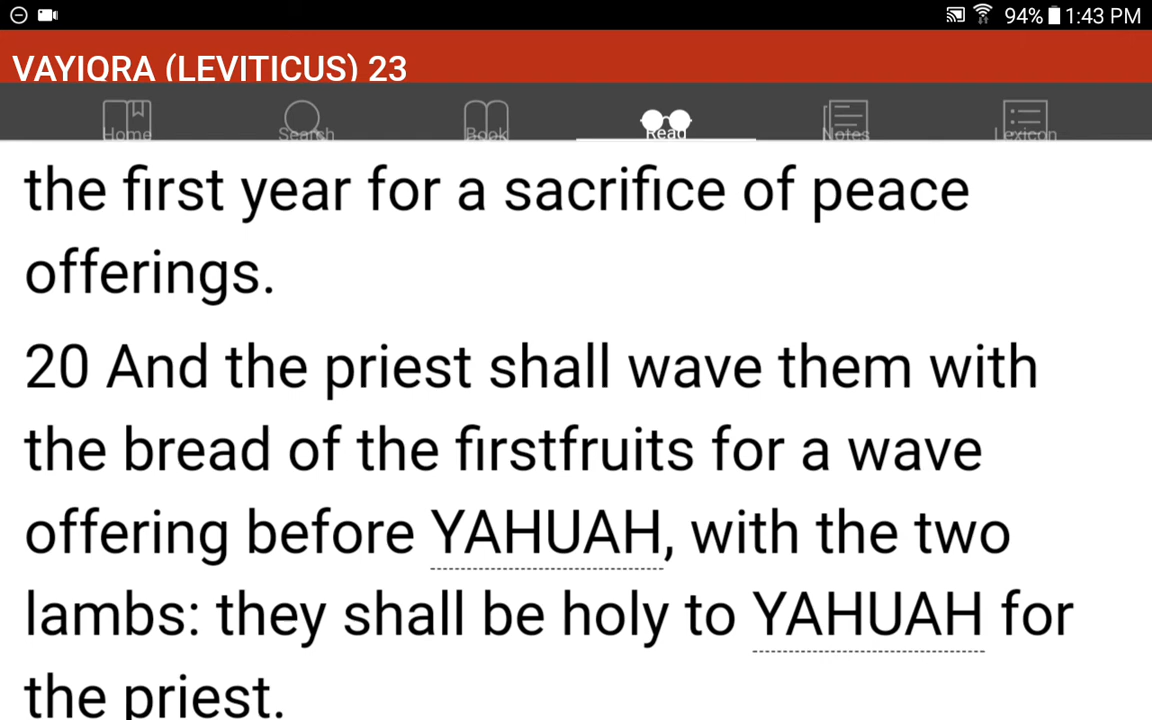 94% 1:43 PM
VAYIQRA (LEVITICUS) 23
Home Search Book Read Notes Lexicon
the first year for a sacrifice of peace
offerings.
20 And the priest shall wave them with
the bread of the firstfruits for a wave
offering before YAHUAH, with the two
lambs: they shall be holy to YAHUAH for
the priest.